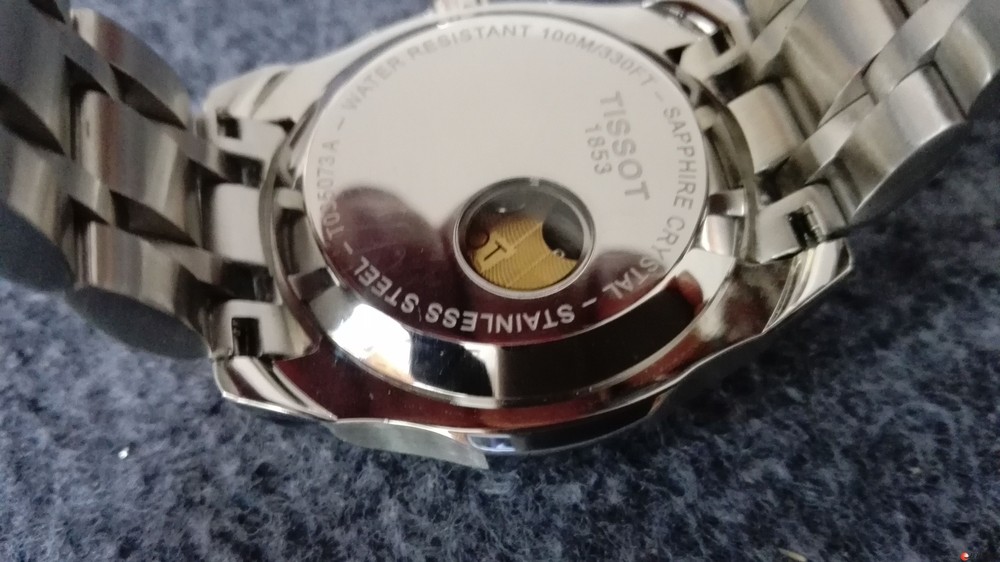 TISSOT
1853
WATER RESISTANT 100M/330FT – SAPPHIRE CRYSTAL – STAINLESS STEEL –
T